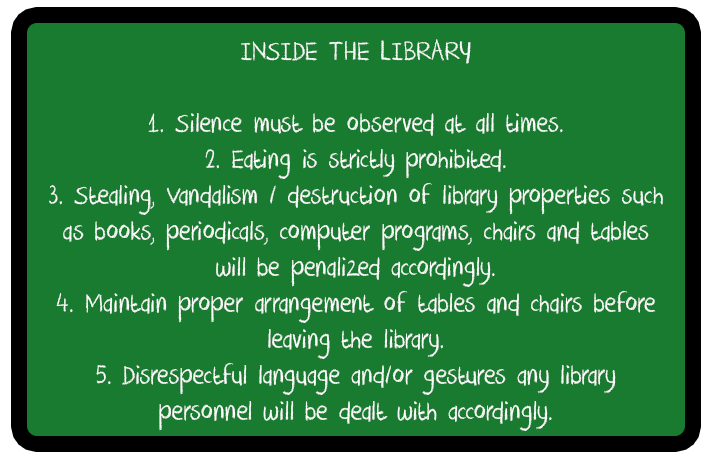 INSIDE THE LIBRARY
1. Silence must be observed at all times.
2. Eating is strictly prohibited.
3. Stealing, Vandalism / destruction of library properties such
as books, periodicals, computer programs, chairs and tables
will be penalized accordingly.
4. Maintain proper arrangement of tables and chairs before
leaving the library.
5. Disrespectful language and/or gestures any library
personnel will be dealt with accordingly.